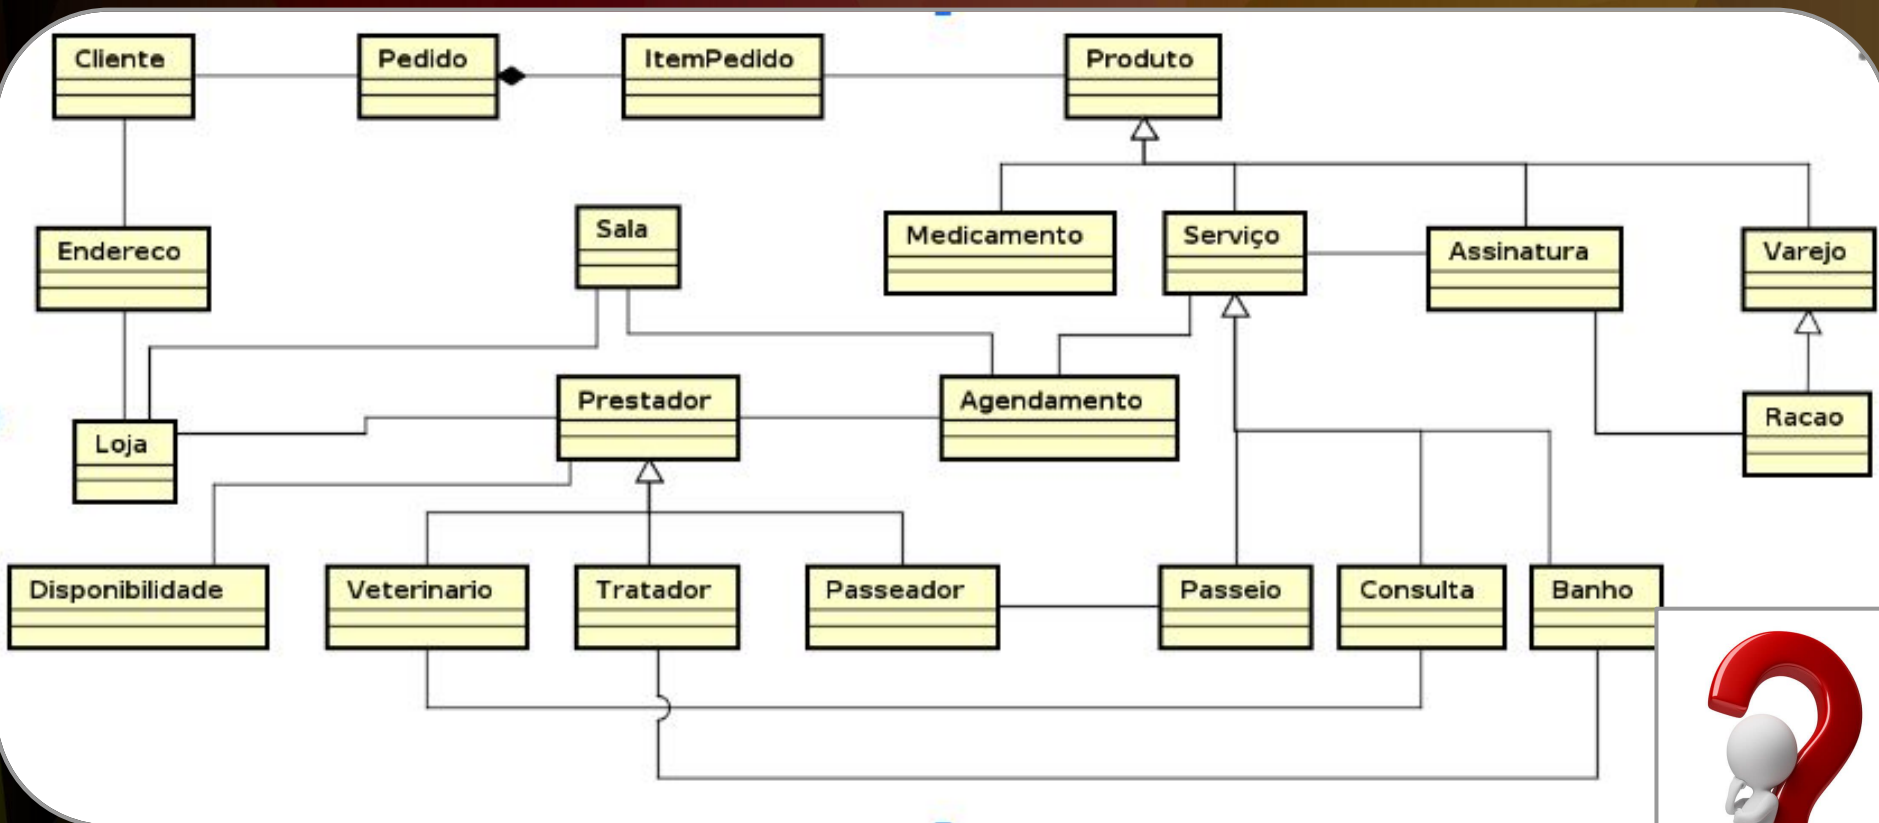 Cliente
Pedido
ItemPedido
Produto
Endereco
Sala
Medicamento
Serviço
Assinatura
Varejo
Loja
Prestador
Agendamento
Racao
Disponibilidade
Veterinario
Tratador
Passeador
Passeio
Consulta
Banho